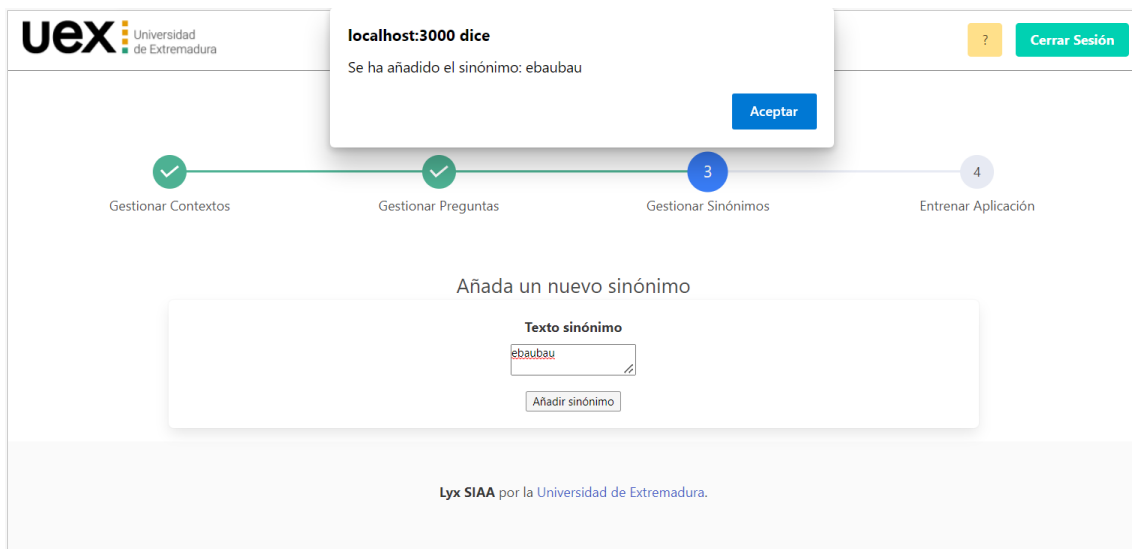 uex Universidad
de Extremadura
localhost:3000 dice
Se ha añadido el sinónimo: ebaubau
Aceptar
?
Cerrar Sesión
3
4
Gestionar Contextos
Gestionar Preguntas
Gestionar Sinónimos
Entrenar Aplicación
Añada un nuevo sinónimo
Texto sinónimo
ebaubau
Añadir sinónimo
Lyx SIAA por la Universidad de Extremadura.